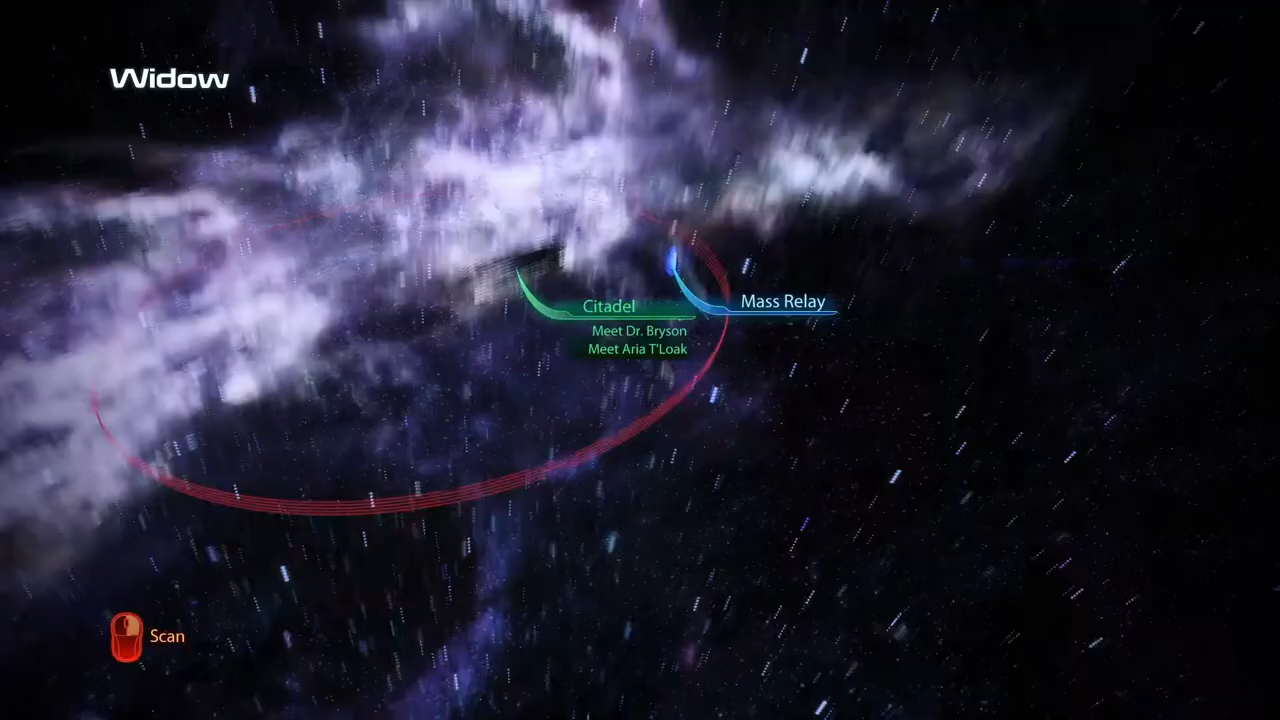 Widow
Citadel
Mass Relay
Meet Dr. Bryson
Meet Aria T'Loak
Scan